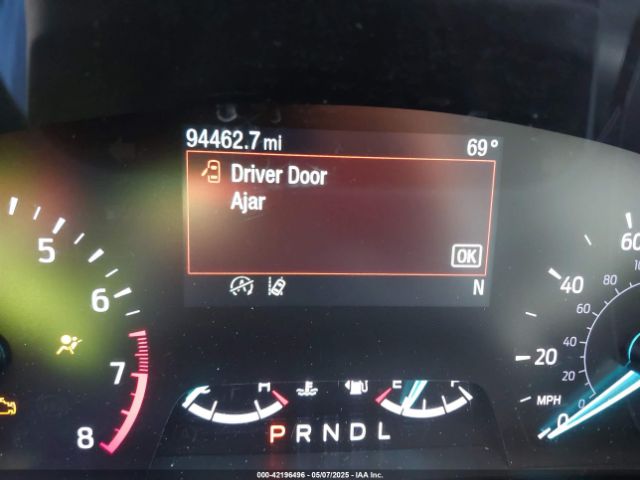 94462.7 mi 69°
Driver Door
Ajar
OK
N
5
6
7
8
C H
E F
P R N D L
60
40
20
0
MPH
80
60
40
20
0
000-42196496 - 05/07/2025 - IAA Inc.